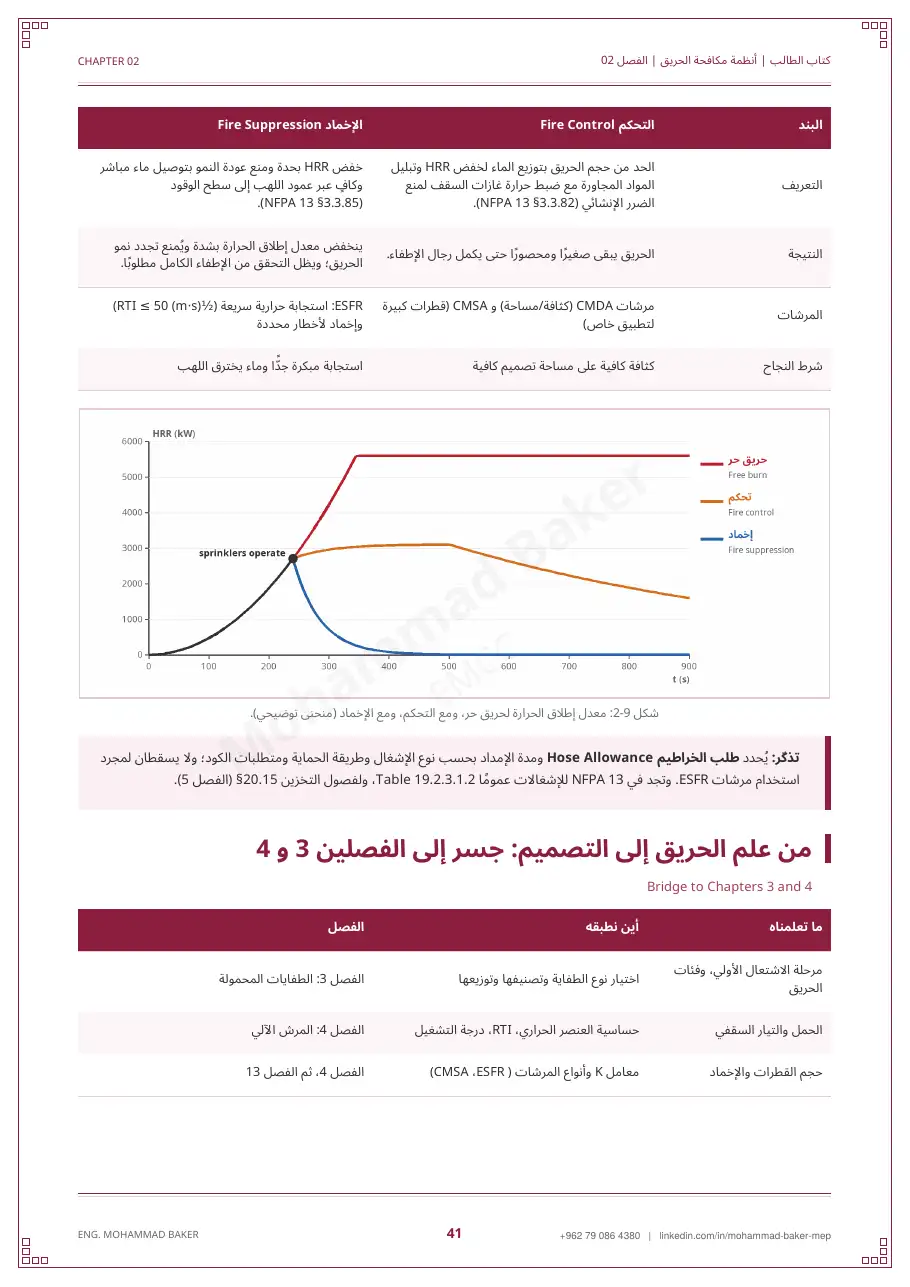 كتاب الطالب | أنظمة مكافحة الحريق | الفصل 02
CHAPTER 02
البند
التحكم Fire Control
الإخماد Fire Suppression
التعريف
الحد من حجم الحريق بتوزيع الماء لخفض HRR وتبليل
المواد المجاورة مع ضبط حرارة غازات السقف لمنع
الضرر الإنشائي (NFPA 13 §3.3.82).
خفض HRR بحدة ومنع عودة النمو بتوصيل ماء مباشر
وكافٍ عبر عمود اللهب إلى سطح الوقود
(NFPA 13 §3.3.85).
النتيجة
الحريق يبقى صغيرًا ومحصورًا حتى يكمل رجال الإطفاء.
ينخفض معدل إطلاق الحرارة بشدة ويُمنع تجدد نمو
الحريق؛ ويظل التحقق من الإطفاء الكامل مطلوبًا.
المرشات
مرشات CMDA (كثافة/مساحة) و CMSA (قطرات كبيرة
لتطبيق خاص)
ESFR: استجابة حرارية سريعة (RTI ≤ 50 (m·s)½
وإخماد لأخطار محددة
شرط النجاح
كثافة كافية على مساحة تصميم كافية
استجابة مبكرة جدًّا وماء يخترق اللهب
HRR (kW)
6000
5000
4000
3000
2000
1000
0
sprinklers operate
0 100 200 300 400 500 600 700 800 900
t (s)
حريق حر
Free burn
تحكم
Fire control
إخماد
Fire suppression
Mohammad Baker
شكل 9-2: معدل إطلاق الحرارة لحريق حر، ومع التحكم، ومع الإخماد (منحنى توضيحي).
تذكّر: يُحدد طلب الخراطيم Hose Allowance ومدة الإمداد بحسب نوع الإشغال وطريقة الحماية ومتطلبات الكود؛ ولا يسقطان لمجرد
استخدام مرشات ESFR. وتجد في NFPA 13 للإشغالات عمومًا Table 19.2.3.1.2، ولفصول التخزين §20.15 (الفصل 5).
من علم الحريق إلى التصميم: جسر إلى الفصلين 3 و 4
Bridge to Chapters 3 and 4
ما تعلمناه
أين نطبقه
الفصل
مرحلة الاشتعال الأولي، وفئات
الحريق
اختيار نوع الطفاية وتصنيفها وتوزيعها
الفصل 3: الطفايات المحمولة
الحمل والتيار السقفي
حساسية العنصر الحراري، RTI، درجة التشغيل
الفصل 4: المرش الآلي
حجم القطرات والإخماد
معامل K وأنواع المرشات ( CMSA ،ESFR)
الفصل 4، ثم الفصل 13
ENG. MOHAMMAD BAKER
41
+962 79 086 4380 | linkedin.com/in/mohammad-baker-mep